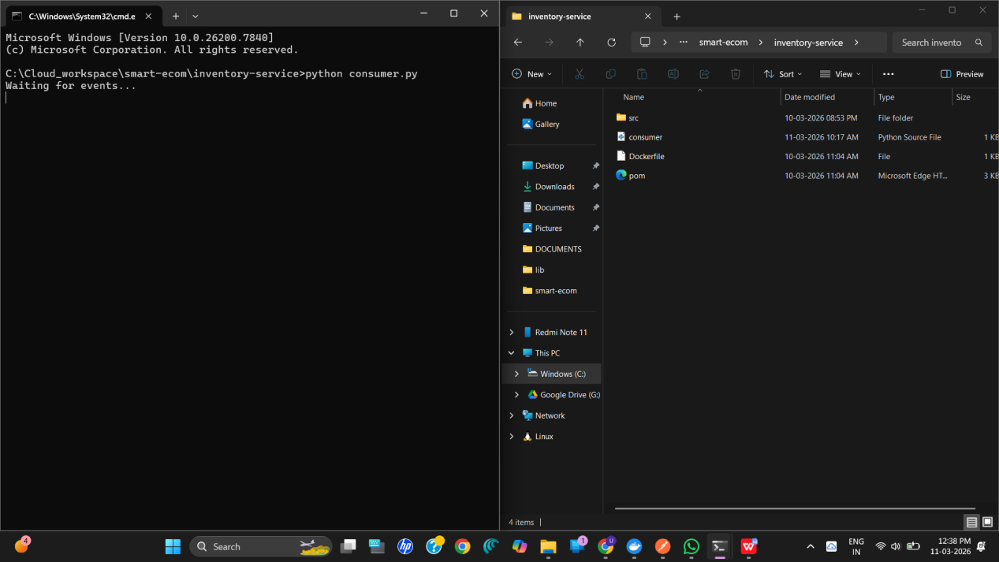 C:\Windows\System32\cmd.e
Microsoft Windows [Version 10.0.26200.7840]
(c) Microsoft Corporation. All rights reserved.
C:\Cloud_workspace\smart-ecom\inventory-service>python consumer.py
Waiting for events...
inventory-service
smart-ecom
inventory-service
Search invento
New
Sort
View
Preview
Home
Gallery
Desktop
Downloads
Documents
Pictures
DOCUMENTS
lib
smart-ecom
Redmi Note 11
This PC
Windows (C:)
Google Drive (G:)
Network
Linux
Name Date modified Type Size
src 10-03-2026 08:53 PM File folder
consumer 11-03-2026 10:17 AM Python Source File 1 KB
Dockerfile 10-03-2026 11:04 AM File 1 KB
pom 10-03-2026 11:04 AM Microsoft Edge HT... 3 KB
4 items
4
Search
hp
1
U
W
ENG
IN
12:38 PM
11-03-2026